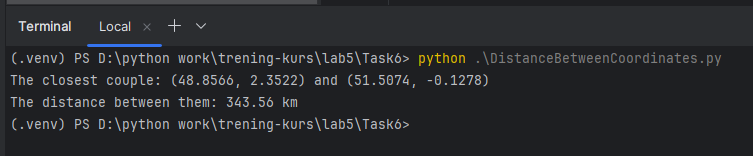 Terminal Local
(.venv) PS D:\python work\trening-kurs\lab5\Task6> python .\DistanceBetweenCoordinates.py
The closest couple: (48.8566, 2.3522) and (51.5074, -0.1278)
The distance between them: 343.56 km
(.venv) PS D:\python work\trening-kurs\lab5\Task6>